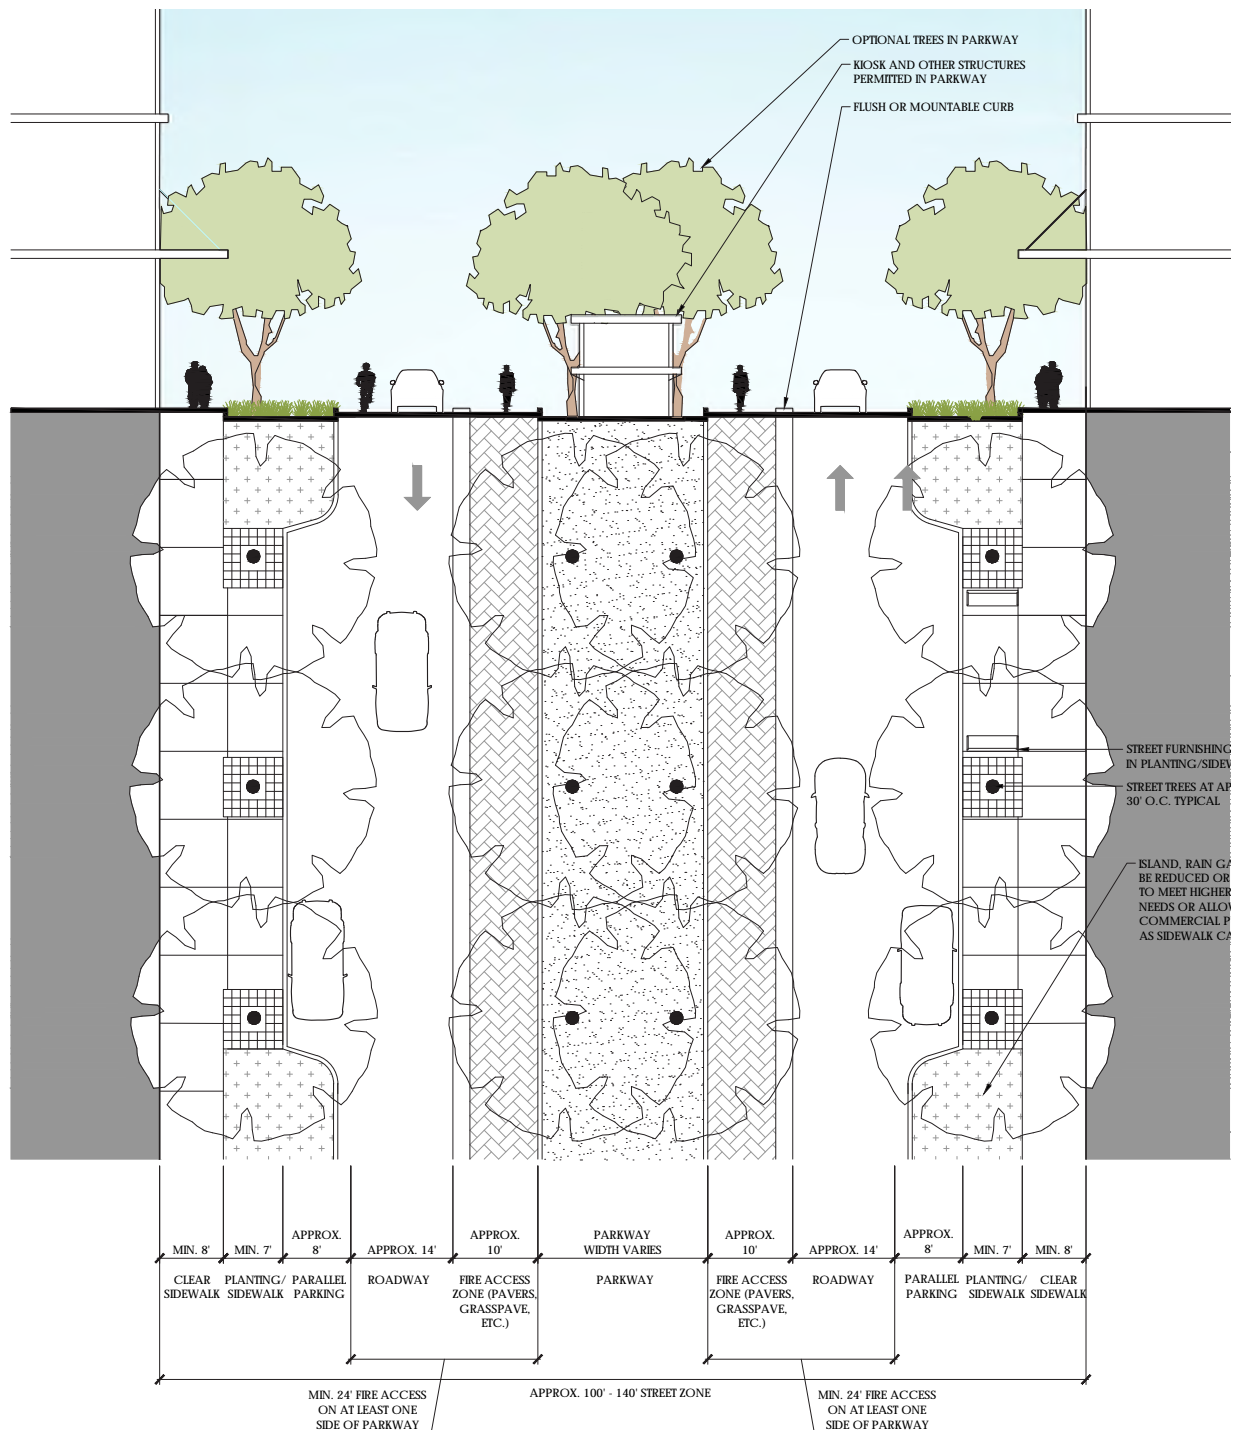 OPTIONAL TREES IN PARKWAY
KIOSK AND OTHER STRUCTURES
PERMITTED IN PARKWAY
FLUSH OR MOUNTABLE CURB
STREET FURNISHING
IN PLANTING/
STREET TREES AT
30' O.C. TYPICAL
ISLAND, RAIN
BE REDUCED OR
TO MEET HIGHER
NEEDS OR
COMMERCIAL
AS SIDEWALK
MIN. 8'
MIN. 7'
APPROX.
8'
APPROX. 14'
APPROX.
10'
PARKWAY
WIDTH VARIES
APPROX.
10'
APPROX. 14'
APPROX.
8'
MIN. 7'
MIN. 8'
CLEAR
SIDEWALK
PLANTING/
SIDEWALK
PARALLEL
PARKING
ROADWAY
FIRE ACCESS
ZONE (PAVERS,
GRASSPAVE,
ETC.)
PARKWAY
FIRE ACCESS
ZONE (PAVERS,
GRASSPAVE,
ETC.)
ROADWAY
PARALLEL
PARKING
PLANTING/
SIDEWALK
CLEAR
SIDEWALK
MIN. 24' FIRE ACCESS
ON AT LEAST ONE
SIDE OF PARKWAY
APPROX. 100' - 140' STREET ZONE
MIN. 24' FIRE ACCESS
ON AT LEAST ONE
SIDE OF PARKWAY